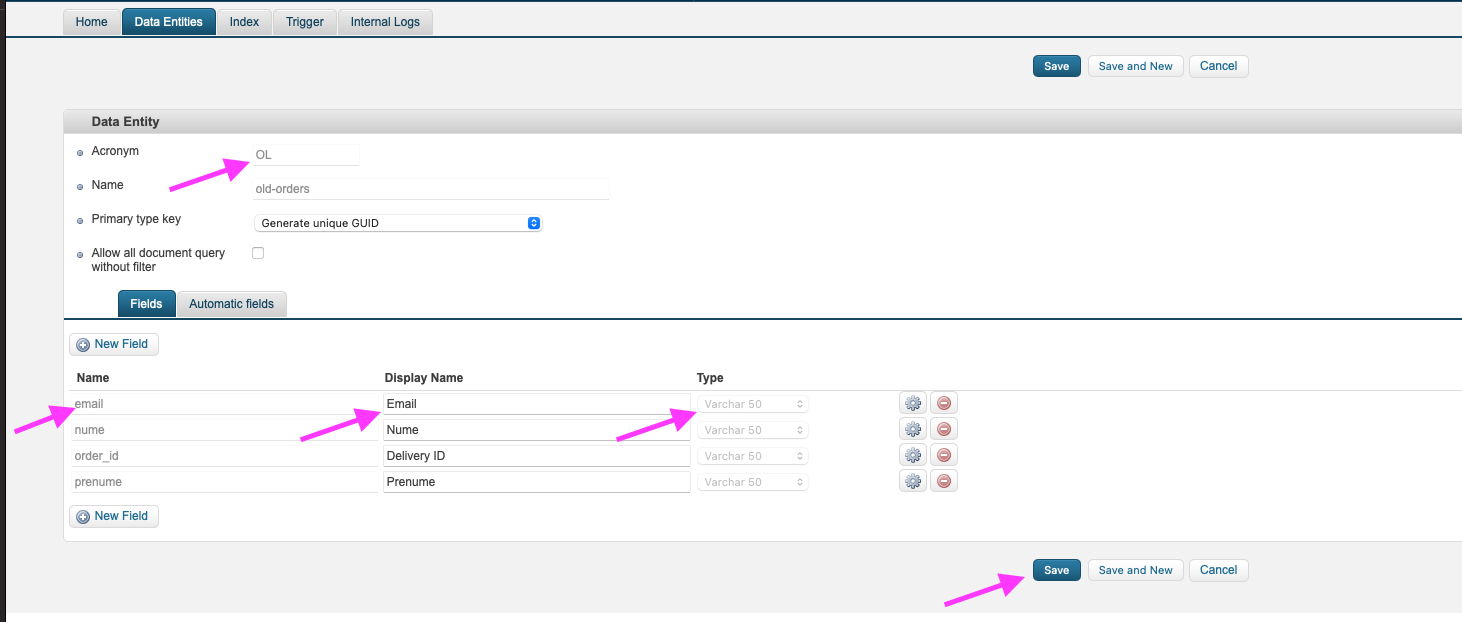 Home Data Entities Index Trigger Internal Logs
Save Save and New Cancel
Data Entity
Acronym OL
Name old-orders
Primary type key Generate unique GUID
Allow all document query
without filter
Fields Automatic fields
New Field
Name Display Name Type
email Email Varchar 50
nume Nume Varchar 50
order_id Delivery ID Varchar 50
prenume Prenume Varchar 50
New Field
Save Save and New Cancel